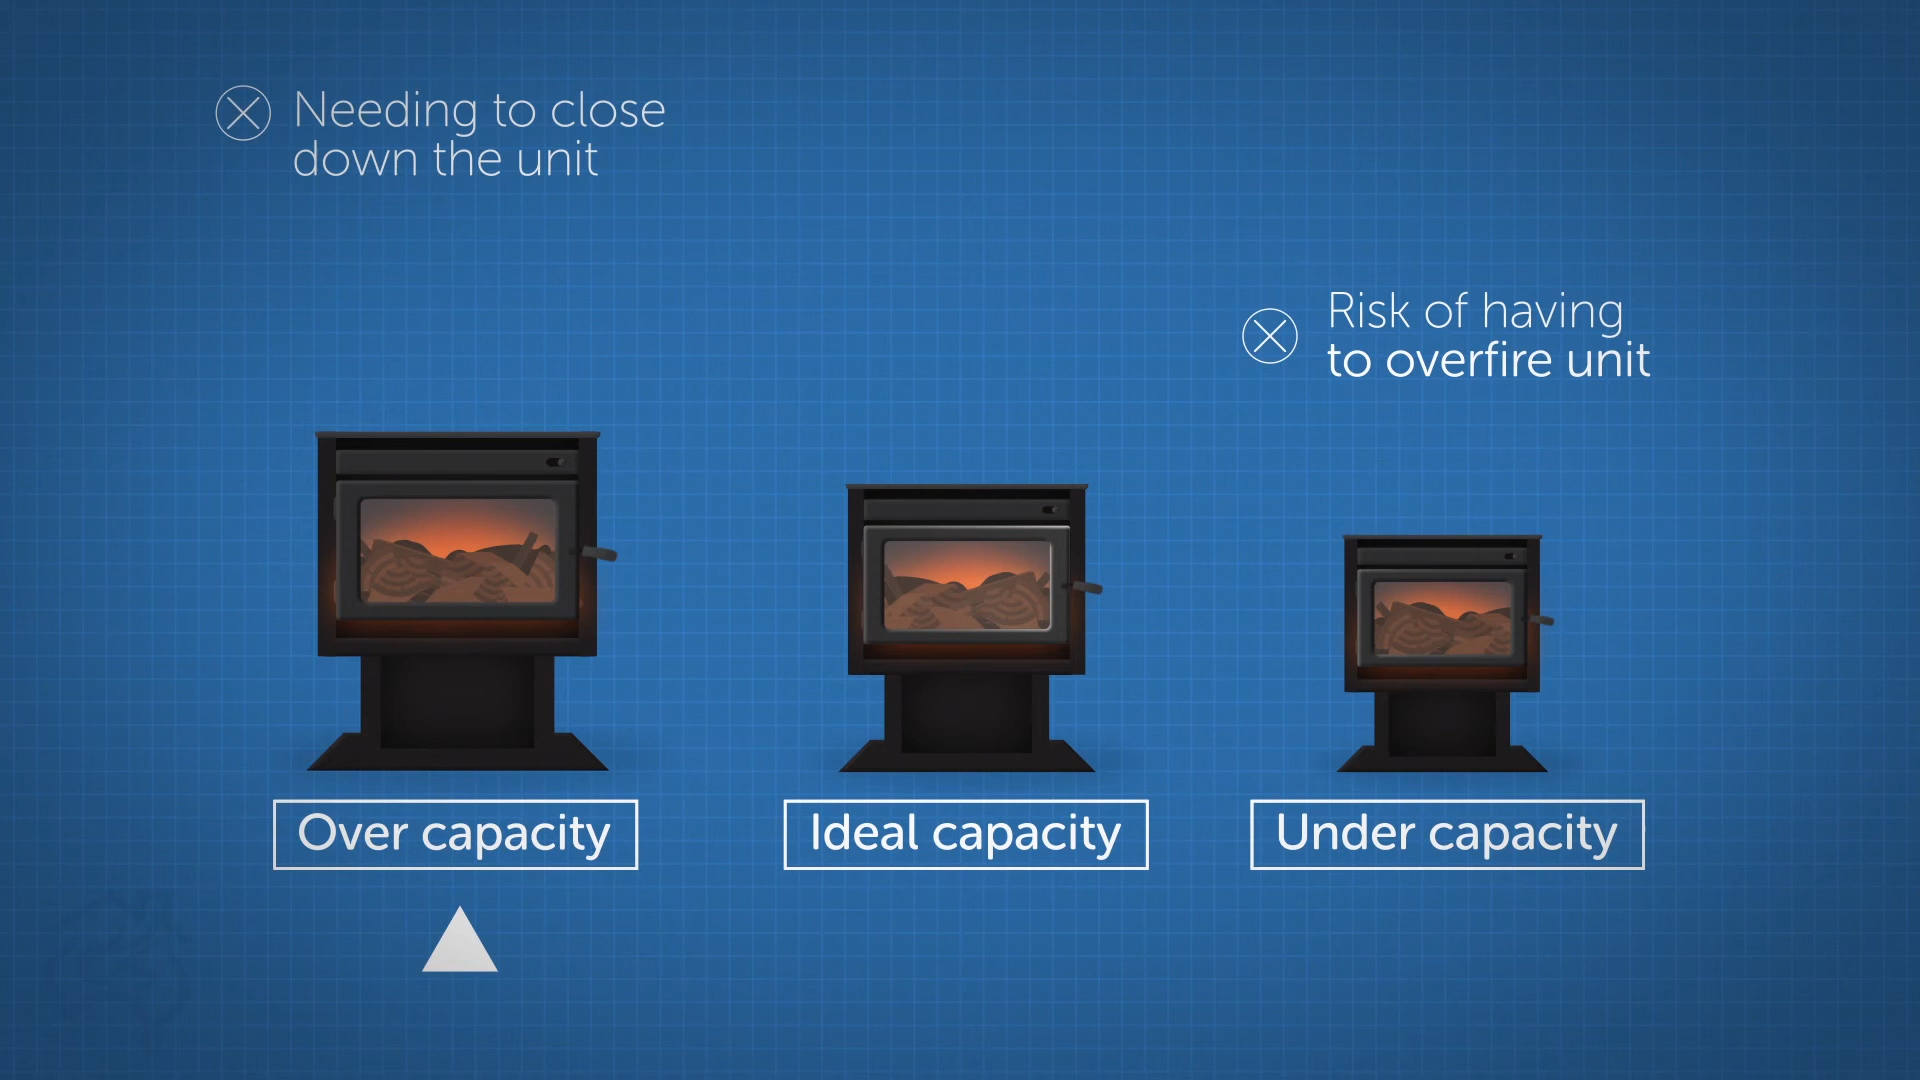 Needing to close
down the unit
Risk of having
to overfire unit
Over capacity
Ideal capacity
Under capacity